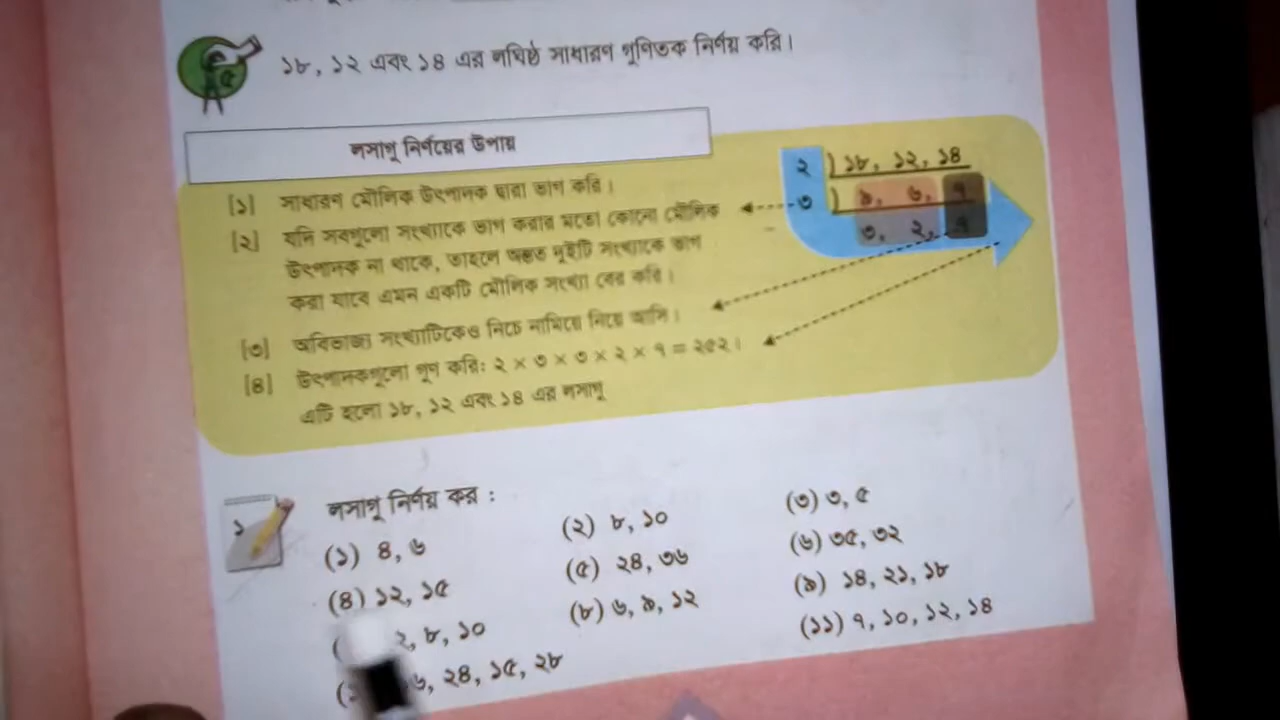 ৫
১৮, ১২ এবং ১৪ এর লঘিষ্ঠ সাধারণ গুণিতক নির্ণয় করি।
লসাগু নির্ণয়ের উপায়
[১] সাধারণ মৌলিক উৎপাদক দ্বারা ভাগ করি।
[২] যদি সবগুলো সংখ্যাকে ভাগ করার মতো কোনো মৌলিক
উৎপাদক না থাকে, তাহলে অন্তত দুইটি সংখ্যাকে ভাগ
করা যাবে এমন একটি মৌলিক সংখ্যা বের করি।
[৩] অবিভাজ্য সংখ্যাটিকেও নিচে নামিয়ে নিয়ে আসি।
[৪] উৎপাদকগুলো গুণ করি: ২ × ৩ × ৩ × ২ × ৭ = ২৫২।
এটি হলো ১৮, ১২ এবং ১৪ এর লসাগু
২ ) ১৮, ১২, ১৪
৩ ) ৯, ৬, ৭
৩, ২, ৭
১
লসাগু নির্ণয় কর :
(১) ৪, ৬ (২) ৮, ১০ (৩) ৩, ৫
(৪) ১২, ১৫ (৫) ২৪, ৩৬ (৬) ৩৫, ৩২
২, ৮, ১০ (৮) ৬, ৯, ১২ (৯) ১৪, ২১, ১৮
৬, ২৪, ১৫, ২৮ (১১) ৭, ১০, ১২, ১৪